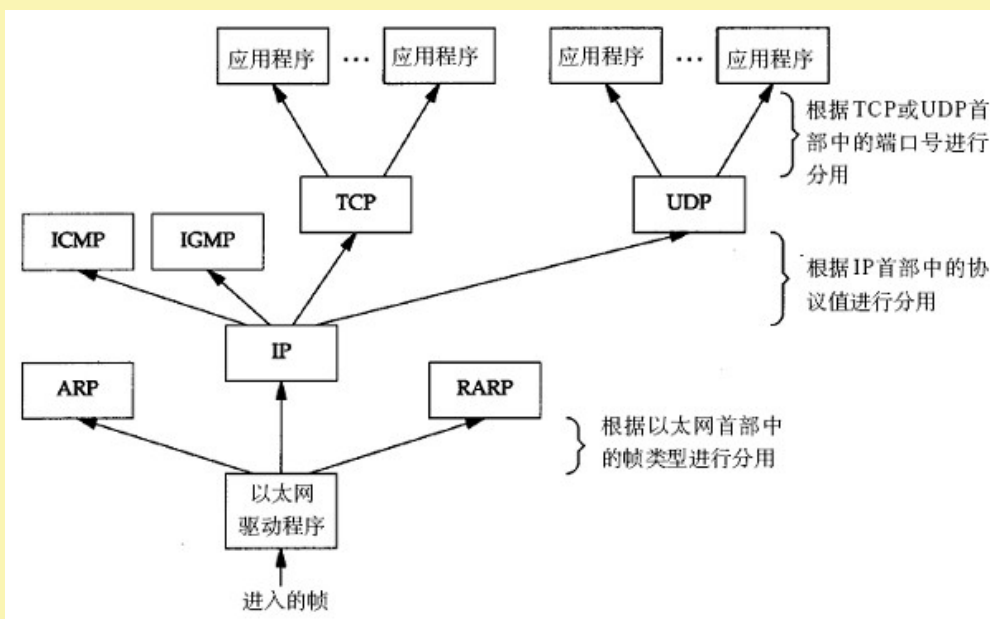 应用程序 … 应用程序
应用程序 … 应用程序
根据TCP或UDP首
部中的端口号进行
分用
TCP
UDP
ICMP
IGMP
根据IP首部中的协
议值进行分用
IP
ARP
RARP
根据以太网首部中
的帧类型进行分用
以太网
驱动程序
进入的帧